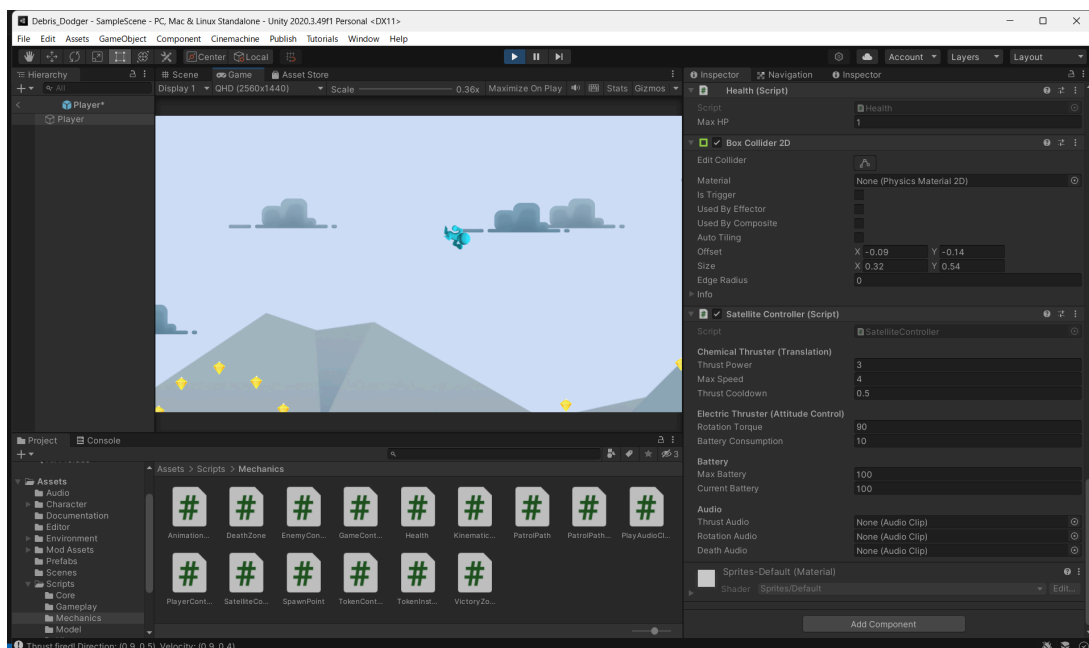 Debris_Dodger - SampleScene - PC, Mac & Linux Standalone - Unity 2020.3.49f1 Personal <DX11>
File Edit Assets GameObject Component Cinemachine Publish Tutorials Window Help
Center Local Account Layers Layout
Hierarchy
All
Player*
Player
Scene Game Asset Store
Display 1 QHD (2560x1440) Scale 0.36x Maximize On Play Stats Gizmos
Inspector Navigation Inspector
Health (Script)
Script Health
Max HP 1
Box Collider 2D
Edit Collider
Material None (Physics Material 2D)
Is Trigger
Used By Effector
Used By Composite
Auto Tiling
Offset X -0.09 Y -0.14
Size X 0.32 Y 0.54
Edge Radius 0
Info
Satellite Controller (Script)
Script SatelliteController
Chemical Thruster (Translation)
Thrust Power 3
Max Speed 4
Thrust Cooldown 0.5
Electric Thruster (Attitude Control)
Rotation Torque 90
Battery Consumption 10
Battery
Max Battery 100
Current Battery 100
Audio
Thrust Audio None (Audio Clip)
Rotation Audio None (Audio Clip)
Death Audio None (Audio Clip)
Sprites-Default (Material)
Shader Sprites/Default Edit...
Add Component
Project Console
3
Assets
Audio
Character
Documentation
Editor
Environment
Mod Assets
Prefabs
Scenes
Scripts
Core
Gameplay
Mechanics
Model
Assets > Scripts > Mechanics
Animation... DeathZone EnemyCon... GameCont... Health Kinematic... PatrolPath PatrolPath... PlayAudioCl...
PlayerCont... SatelliteCo... SpawnPoint TokenCont... TokenInst... VictoryZo...
Thrust fired! Direction: (0.9, 0.5), Velocity: (0.9, 0.4)